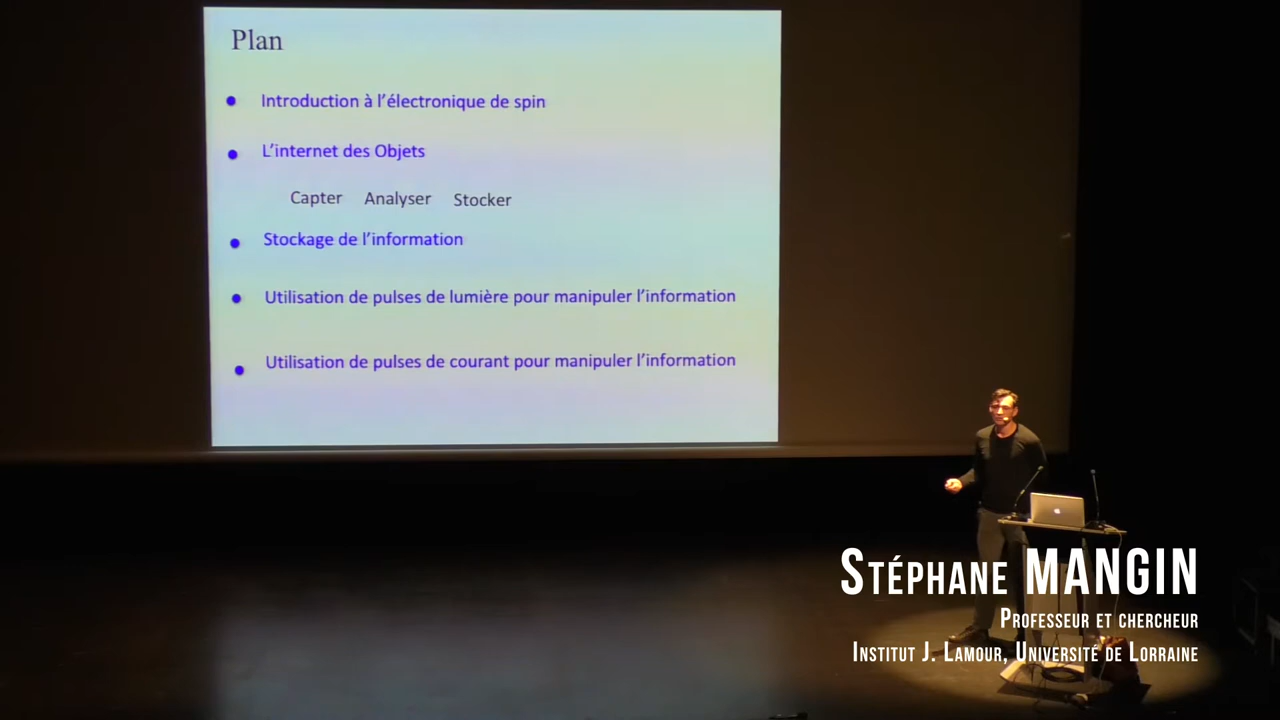 Plan
Introduction à l'électronique de spin
L'internet des Objets
Capter Analyser Stocker
Stockage de l'information
Utilisation de pulses de lumière pour manipuler l'information
Utilisation de pulses de courant pour manipuler l'information
Stéphane MANGIN
Professeur et chercheur
Institut J. Lamour, Université de Lorraine